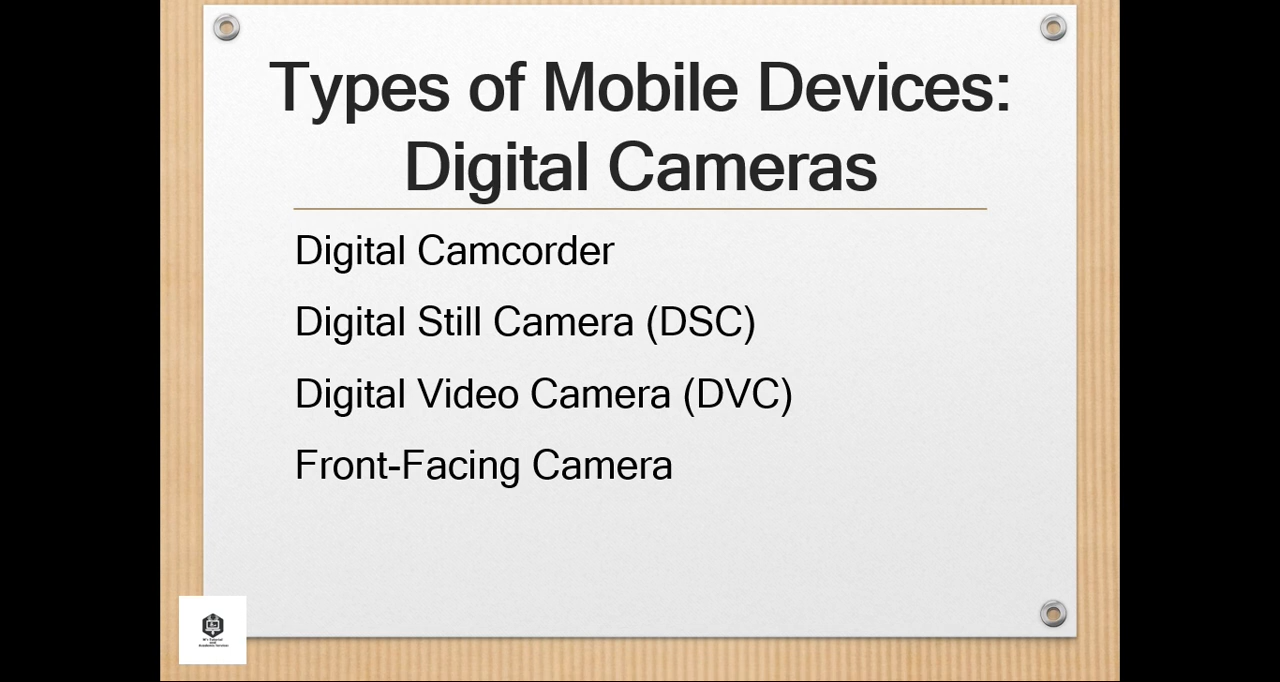 Types of Mobile Devices:
Digital Cameras
Digital Camcorder
Digital Still Camera (DSC)
Digital Video Camera (DVC)
Front-Facing Camera